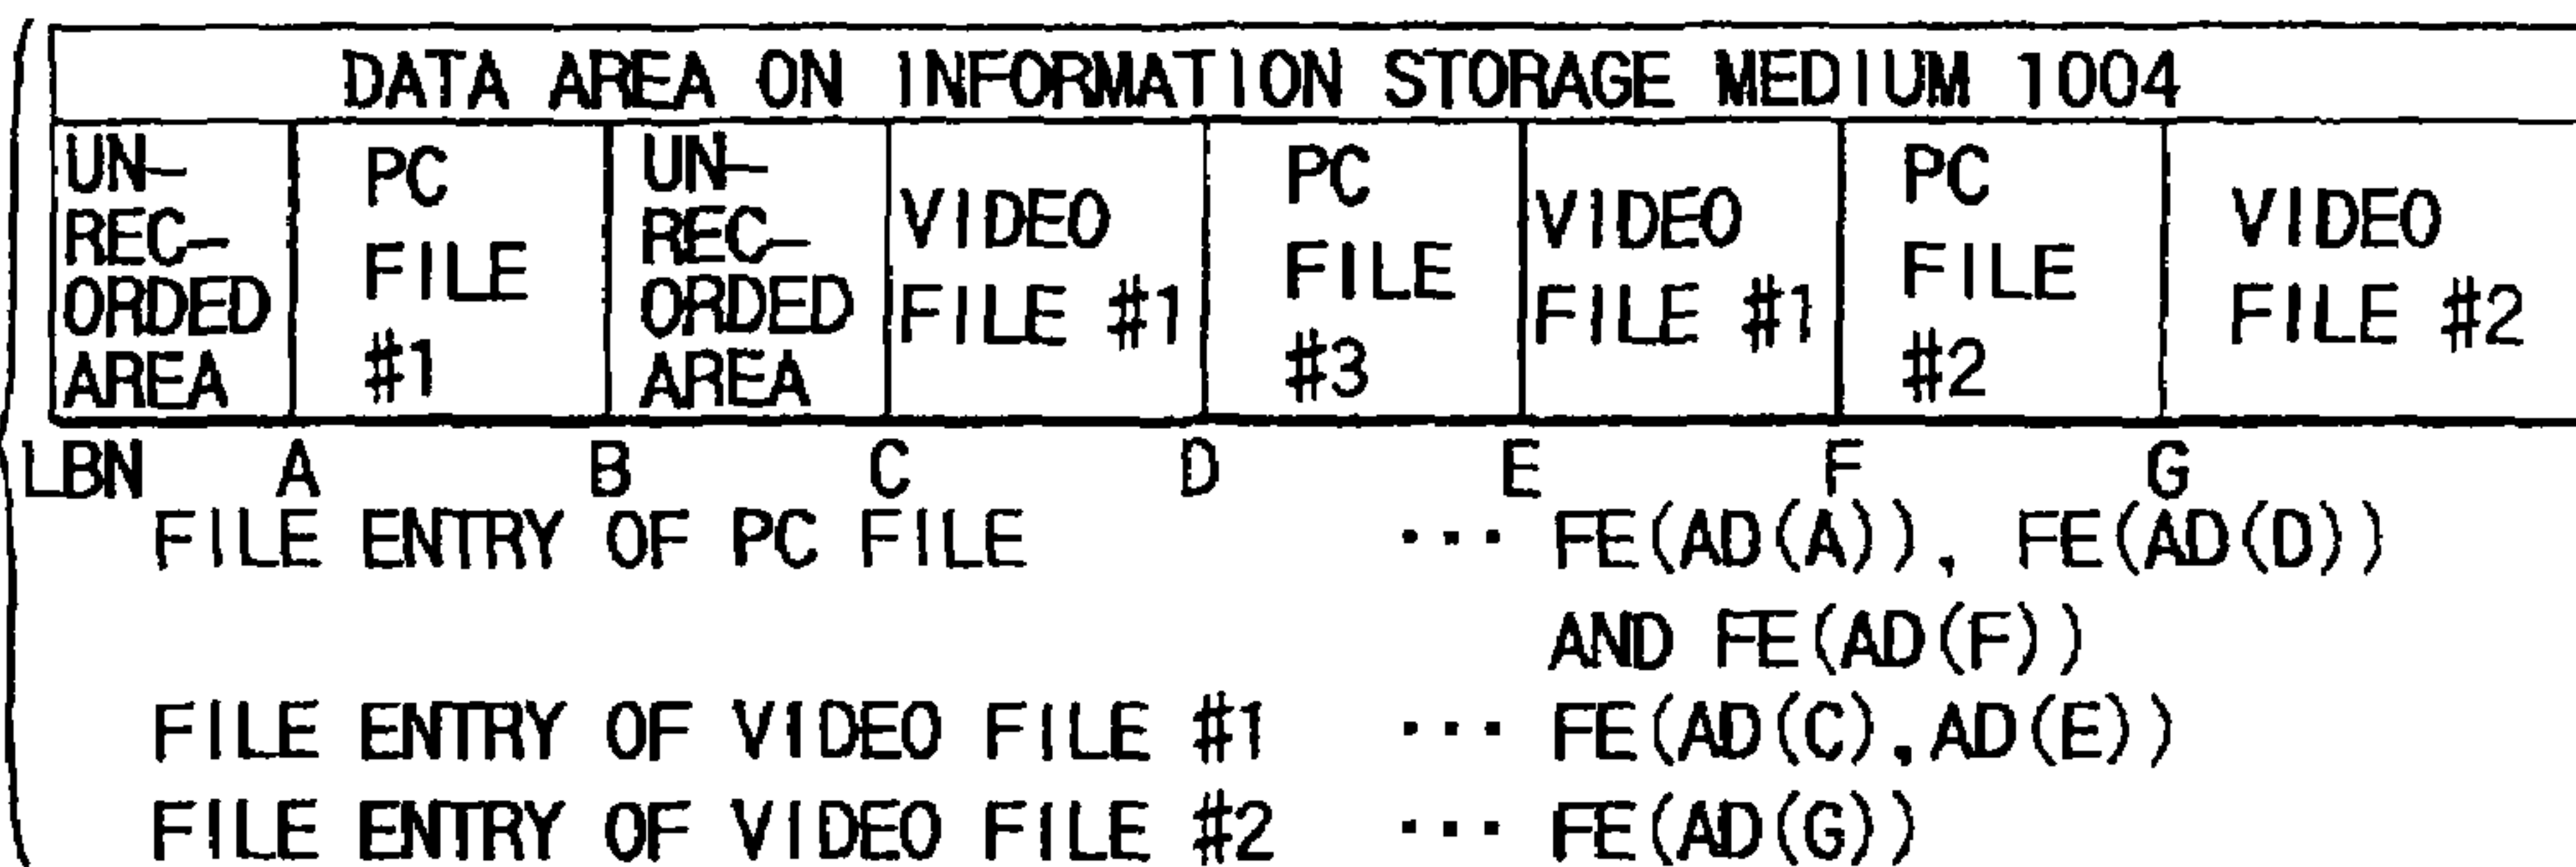 DATA AREA ON INFORMATION STORAGE MEDIUM 1004
UN-
REC-
ORDED
AREA
PC
FILE
#1
UN-
REC-
ORDED
AREA
VIDEO
FILE #1
PC
FILE
#3
VIDEO
FILE #1
PC
FILE
#2
VIDEO
FILE #2
LBN A B C D E F G
FILE ENTRY OF PC FILE ··· FE(AD(A)), FE(AD(D))
AND FE(AD(F))
FILE ENTRY OF VIDEO FILE #1 ··· FE(AD(C),AD(E))
FILE ENTRY OF VIDEO FILE #2 ··· FE(AD(G))